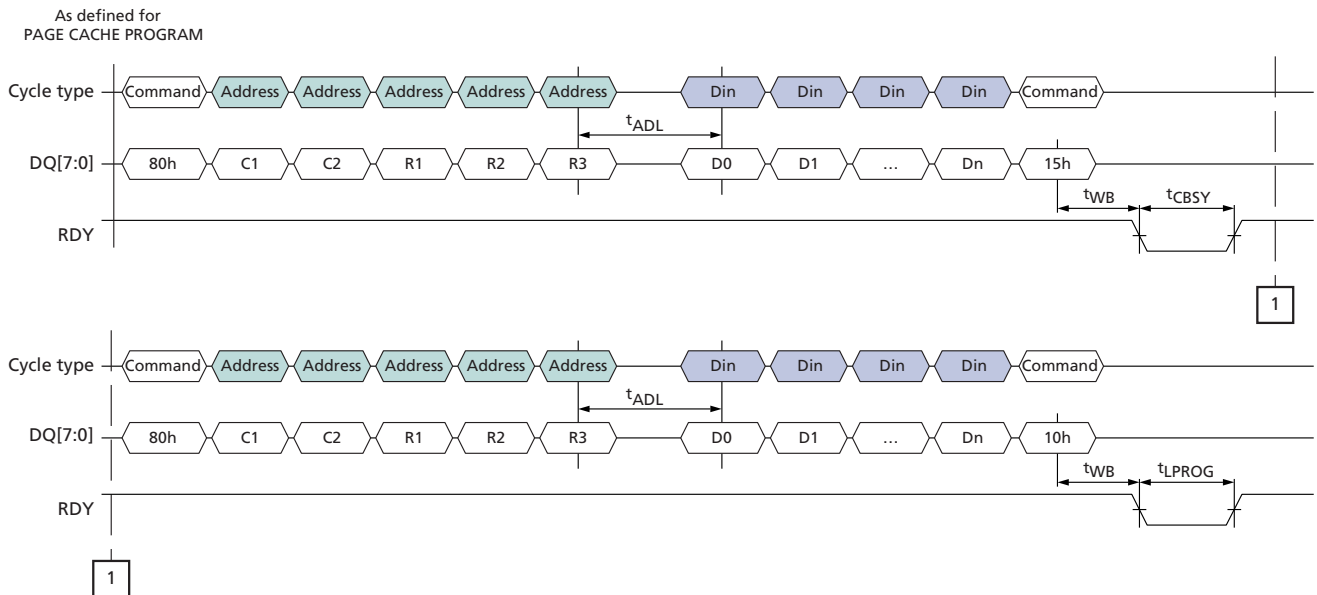 As defined for
PAGE CACHE PROGRAM
Cycle type Command Address Address Address Address Address Din Din Din Din Command
tADL
DQ[7:0] 80h C1 C2 R1 R2 R3 D0 D1 … Dn 15h
tWB tCBSY
RDY
1
Cycle type Command Address Address Address Address Address Din Din Din Din Command
tADL
DQ[7:0] 80h C1 C2 R1 R2 R3 D0 D1 … Dn 10h
tWB tLPROG
RDY
1